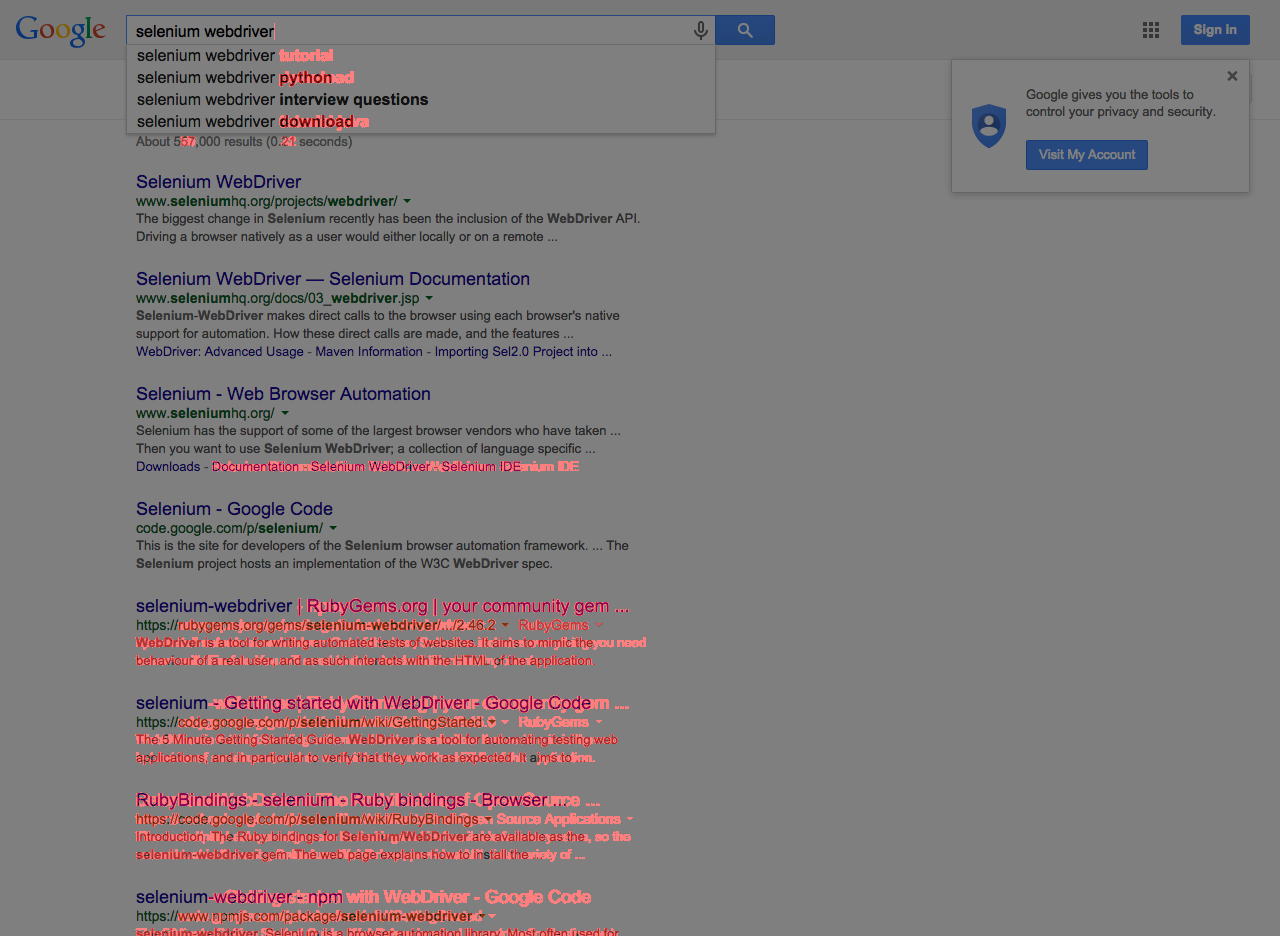 Google
selenium webdriver
Sign in
selenium webdriver tutorial
selenium webdriver python
selenium webdriver interview questions
selenium webdriver download
Google gives you the tools to
control your privacy and security.
Visit My Account
About ,000 results (0. seconds)
Selenium WebDriver
www.seleniumhq.org/projects/webdriver/
The biggest change in Selenium recently has been the inclusion of the WebDriver API.
Driving a browser natively as a user would either locally or on a remote ...
Selenium WebDriver — Selenium Documentation
www.seleniumhq.org/docs/03_webdriver.jsp
Selenium-WebDriver makes direct calls to the browser using each browser's native
support for automation. How these direct calls are made, and the features ...
WebDriver: Advanced Usage - Maven Information - Importing Sel2.0 Project into ...
Selenium - Web Browser Automation
www.seleniumhq.org/
Selenium has the support of some of the largest browser vendors who have taken ...
Then you want to use Selenium WebDriver; a collection of language specific ...
Downloads - Documentation - Selenium WebDriver - Selenium IDE
Selenium - Google Code
code.google.com/p/selenium/
This is the site for developers of the Selenium browser automation framework. ... The
Selenium project hosts an implementation of the W3C WebDriver spec.
selenium-webdriver | RubyGems.org | your community gem ...
https://rubygems.org/gems/selenium-webdriver/.../2.46.2 RubyGems
WebDriver is a tool for writing automated tests of websites. It aims to mimic the
behaviour of a real user, and as such interacts with the HTML of the application.
selenium - Getting started with WebDriver - Google Code
https://code.google.com/p/selenium/wiki/GettingStarted
The 5 Minute Getting Started Guide. WebDriver is a tool for automating testing web
applications, and in particular to verify that they work as expected. It aims to
RubyBindings - selenium - Ruby bindings - Browser ...
https://code.google.com/p/selenium/wiki/RubyBindings
Introduction. The Ruby bindings for Selenium/WebDriver are available as the
selenium-webdriver gem. The web page explains how to install the ...
selenium-webdriver - npm
https://www.npmjs.com/package/selenium-webdriver
selenium-webdriver. Selenium is a browser automation library. Most often used for